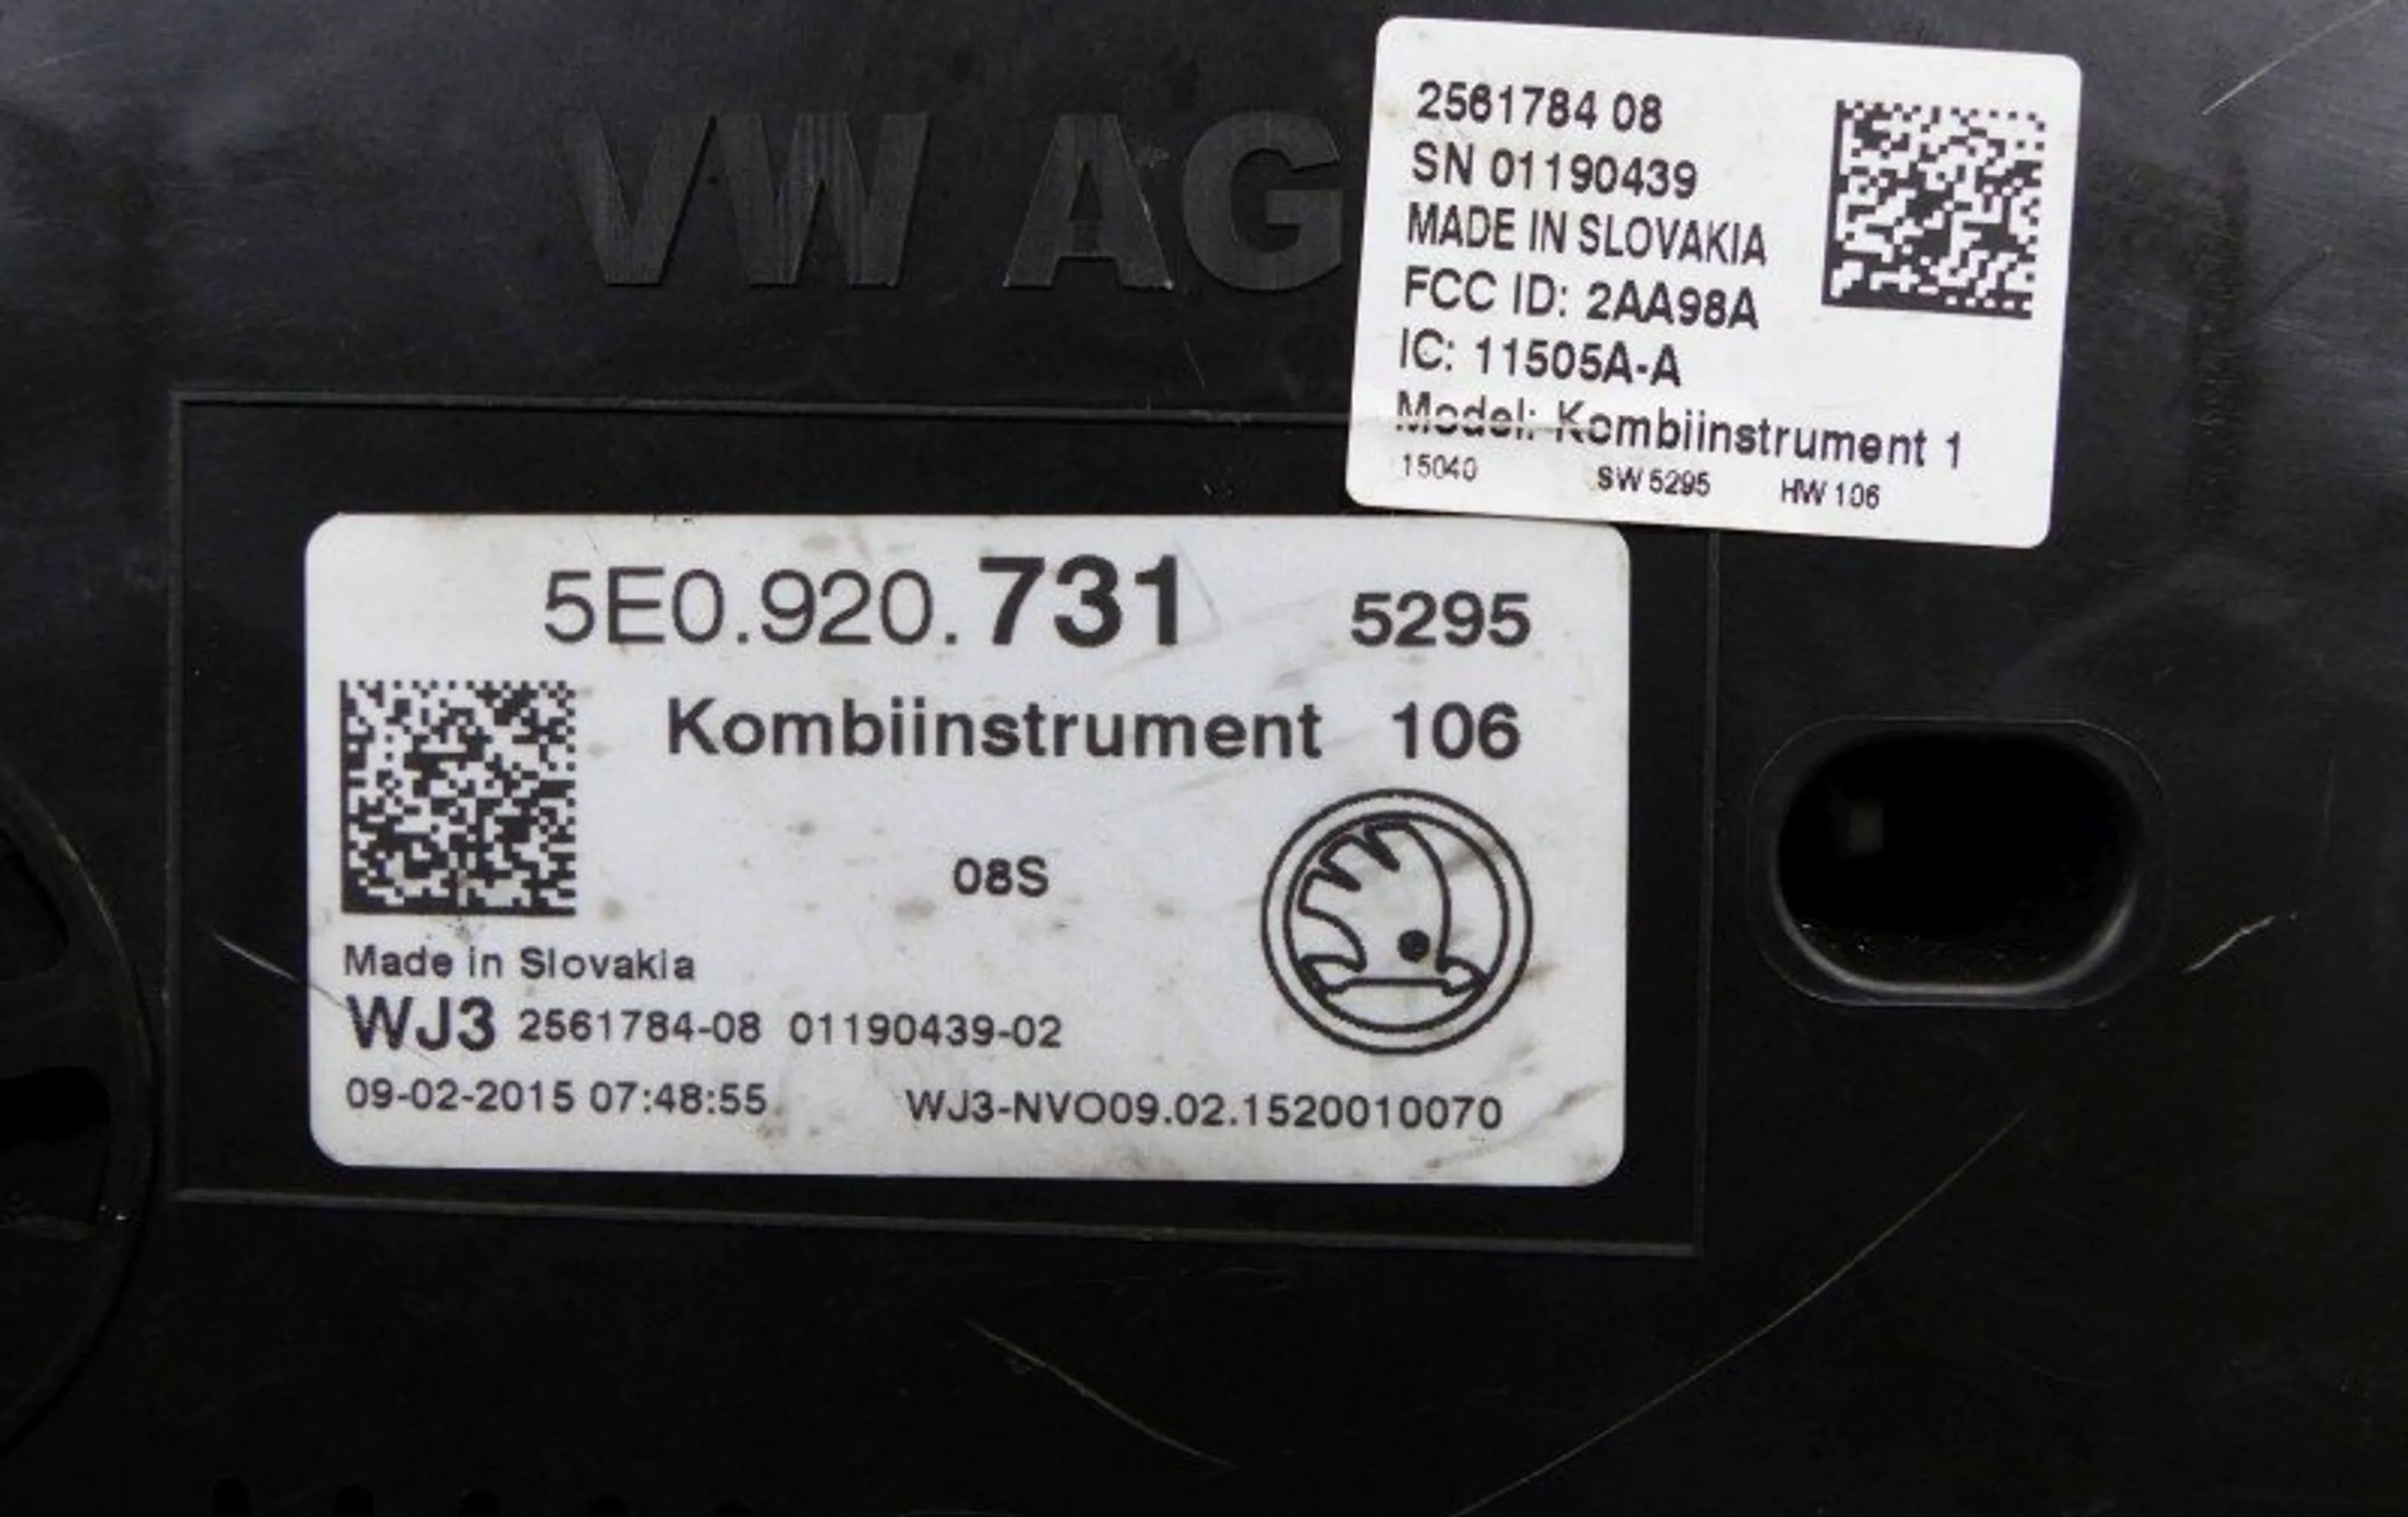 VW AG
2561784 08
SN 01190439
MADE IN SLOVAKIA
FCC ID: 2AA98A
IC: 11505A-A
Model: Kombiinstrument 1
15040 SW 5295 HW 106
5E0.920.731 5295
Kombiinstrument 106
08S
Made in Slovakia
WJ3 2561784-08 01190439-02
09-02-2015 07:48:55 WJ3-NVO09.02.1520010070